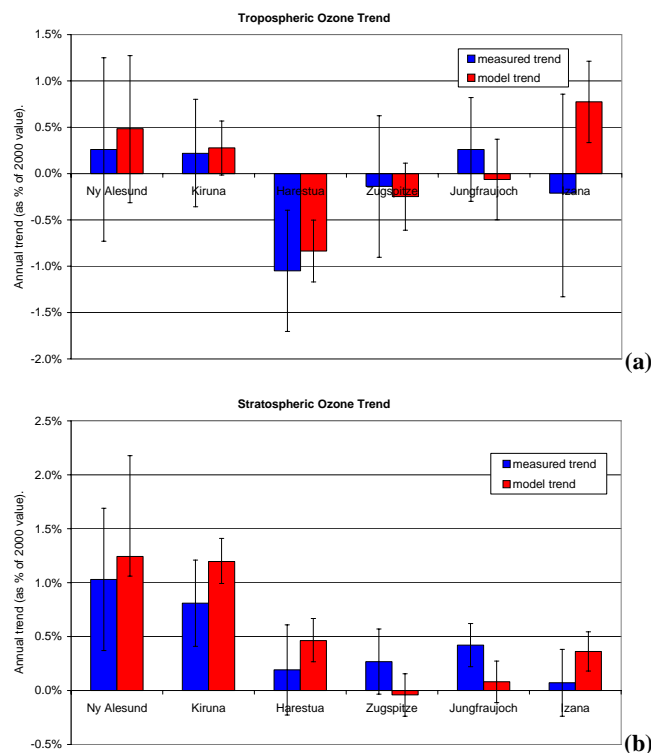 Tropospheric Ozone Trend
1.5%
1.0%
0.5%
0.0%
-0.5%
-1.0%
-1.5%
-2.0%
Annual trend (as % of 2000 value).
measured trend
model trend
Ny Alesund Kiruna Harestua Zugspitze Jungfraujoch Izana
(a)
Stratospheric Ozone Trend
2.5%
2.0%
1.5%
1.0%
0.5%
0.0%
-0.5%
Annual trend (as % of 2000 value).
measured trend
model trend
Ny Alesund Kiruna Harestua Zugspitze Jungfraujoch Izana
(b)